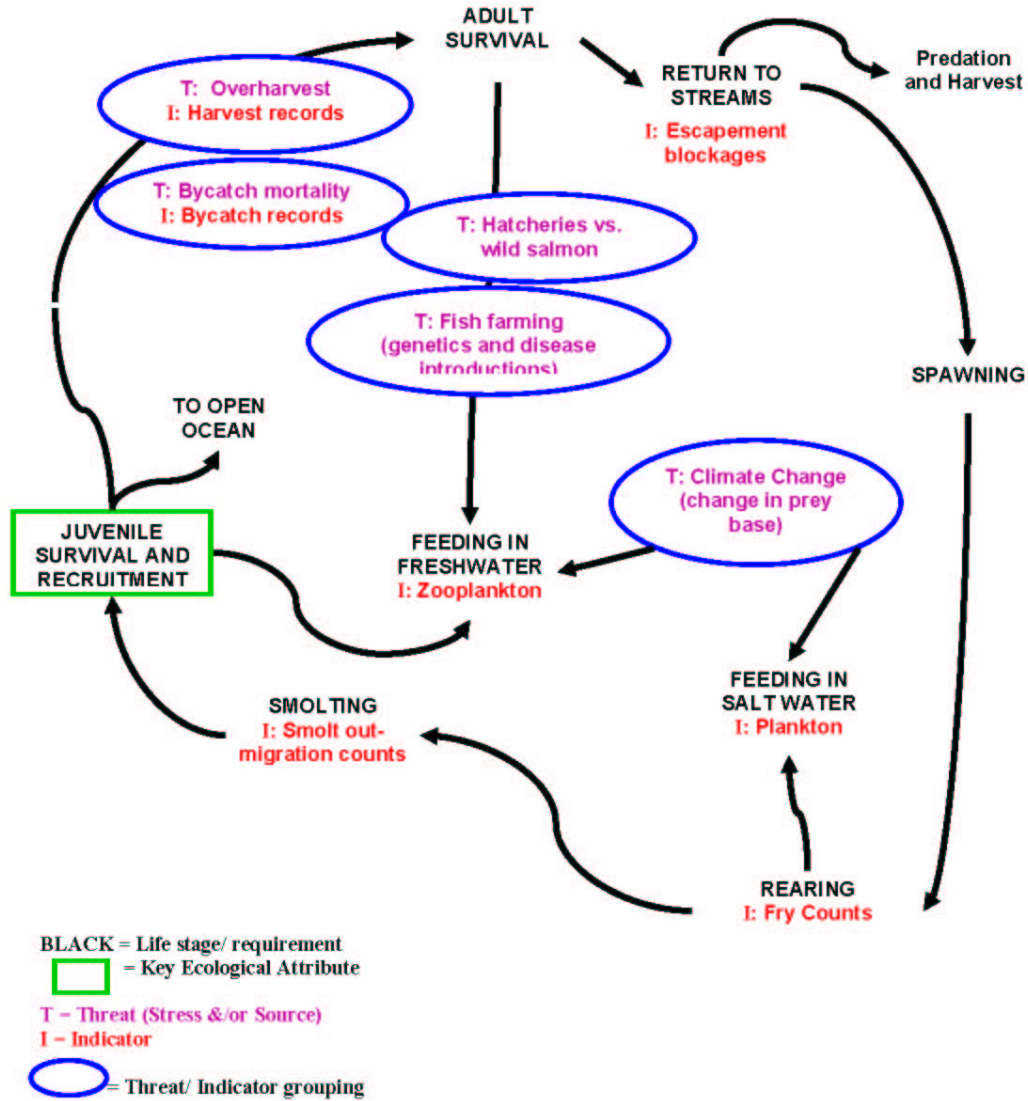 ADULT
SURVIVAL
Predation
and Harvest
RETURN TO
STREAMS
I: Escapement
blockages
T: Overharvest
I: Harvest records
T: Bycatch mortality
I: Bycatch records
T: Hatcheries vs.
wild salmon
T: Fish farming
(genetics and disease
introductions)
SPAWNING
TO OPEN
OCEAN
T: Climate Change
(change in prey
base)
JUVENILE
SURVIVAL AND
RECRUITMENT
FEEDING IN
FRESHWATER
I: Zooplankton
FEEDING IN
SALT WATER
I: Plankton
SMOLTING
I: Smolt out-
migration counts
REARING
I: Fry Counts
BLACK = Life stage/ requirement
= Key Ecological Attribute
T = Threat (Stress &/or Source)
I = Indicator
= Threat/ Indicator grouping